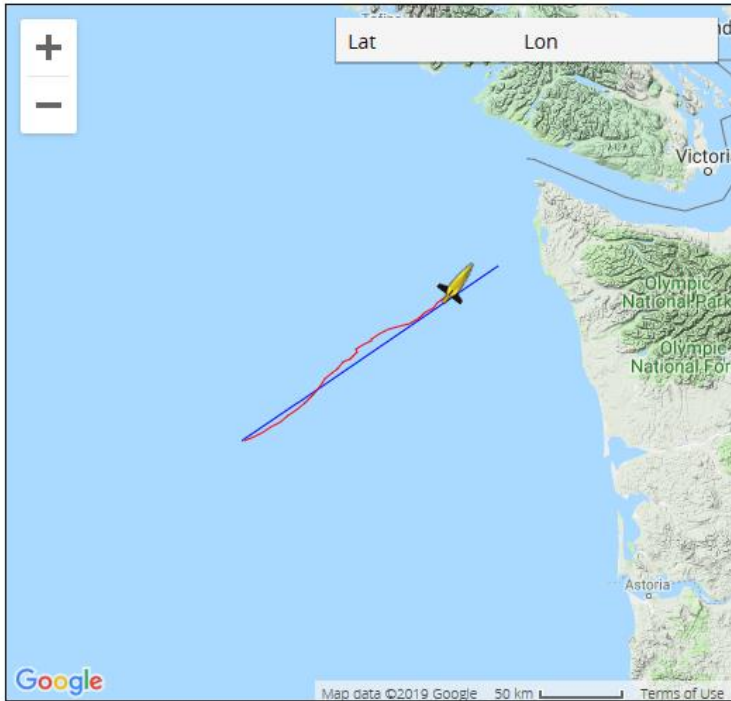 Lat Lon
Victori
Olympic
National Park
Olympic
National For
Astoria
Google
Map data ©2019 Google 50 km Terms of Use